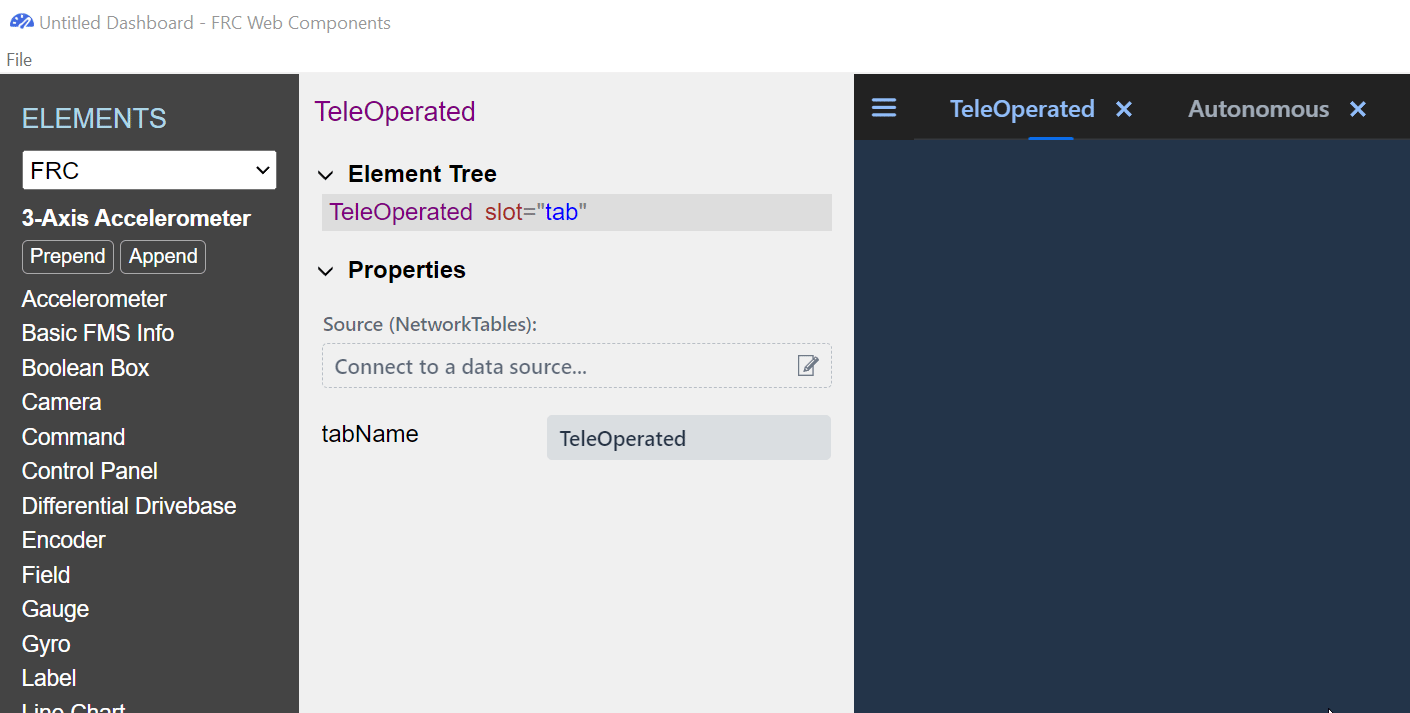 Untitled Dashboard - FRC Web Components
File
ELEMENTS
FRC
3-Axis Accelerometer
Prepend Append
Accelerometer
Basic FMS Info
Boolean Box
Camera
Command
Control Panel
Differential Drivebase
Encoder
Field
Gauge
Gyro
Label
Line Chart
TeleOperated
Element Tree
TeleOperated slot="tab"
Properties
Source (NetworkTables):
Connect to a data source...
tabName TeleOperated
TeleOperated × Autonomous ×